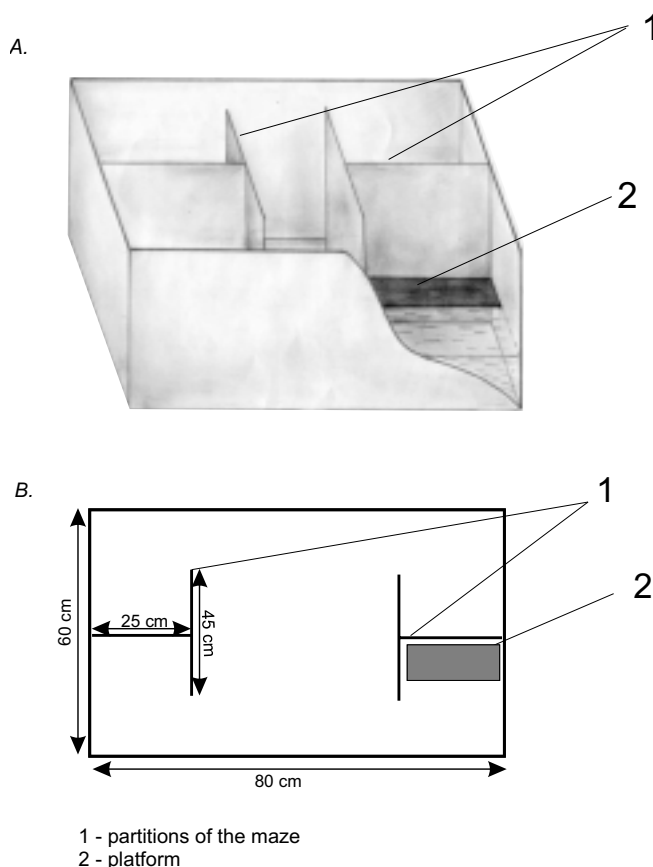 A.
1
2
B.
1
60 cm
25 cm
45 cm
2
80 cm
1 - partitions of the maze
2 - platform